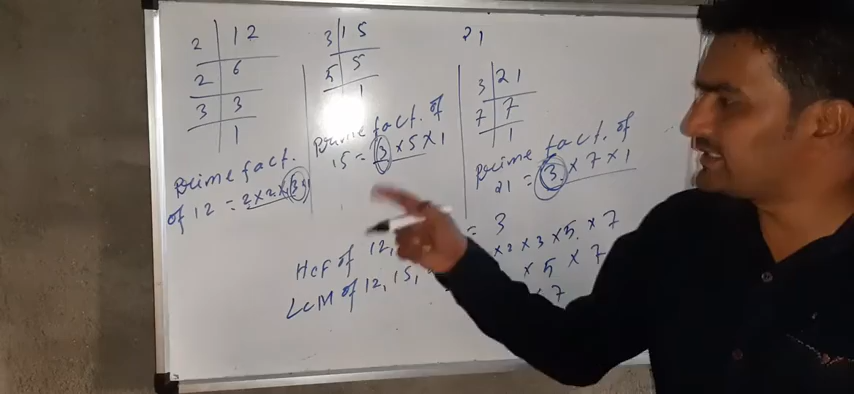 2 | 12
2 | 6
3 | 3
1
prime fact.
of 12 = 2×2×3×1
3 | 15
5 | 5
1
prime fact. of
15 = 3 × 5 × 1
21
3 | 21
7 | 7
1
prime fact. of
21 = 3 × 7 × 1
HCF of 12, = 3
LCM of 12, 15, × 2 × 3 × 5 × 7
× 5 × 7
× 7